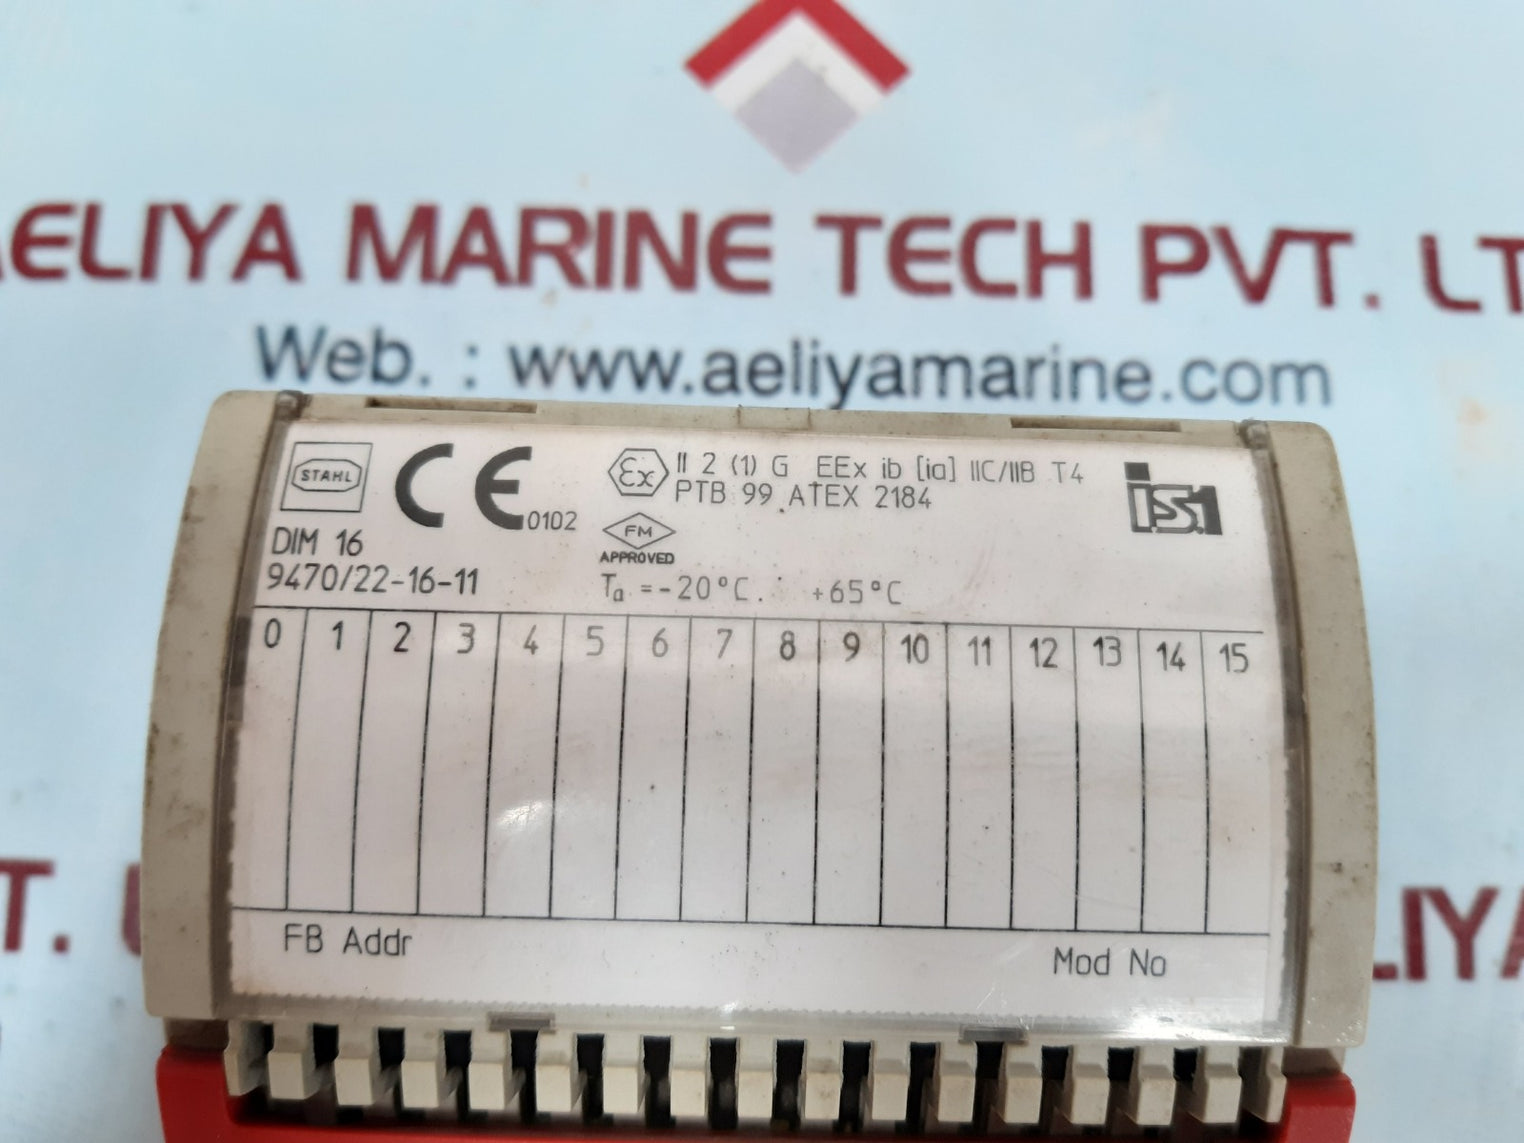 AELIYA MARINE TECH PVT. LT
Web. : www.aeliyamarine.com
STAHL
CE 0102
Ex II 2 (1) G EEx ib [ia] IIC/IIB T4
PTB 99 ATEX 2184
I.S.1
FM
APPROVED
DIM 16
9470/22-16-11
Ta = -20°C.. +65°C
0 1 2 3 4 5 6 7 8 9 10 11 12 13 14 15
FB Addr
Mod No
T.
LIYA